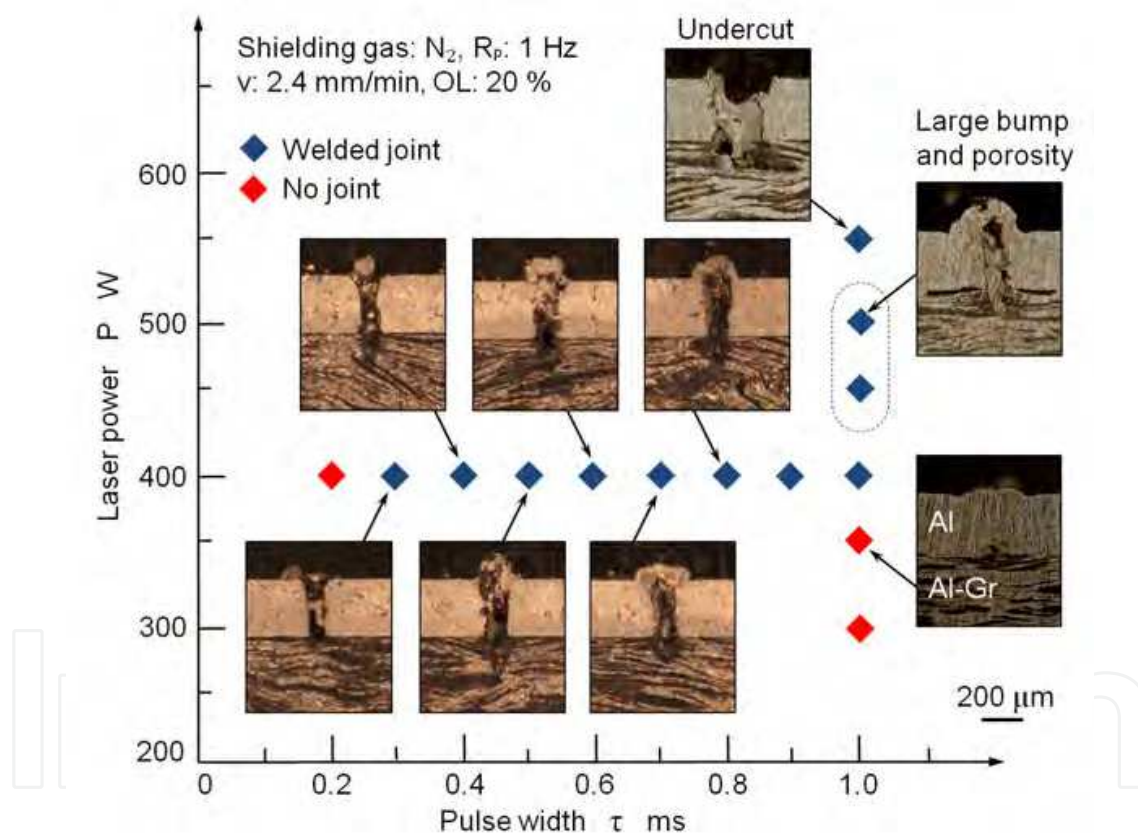 Undercut
Shielding gas: N₂, Rₚ: 1 Hz
v: 2.4 mm/min, OL: 20 %
Welded joint
No joint
Large bump
and porosity
600
500
400
300
200
Laser power P W
Al
Al-Gr
200 μm
0
0.2
0.4
0.6
0.8
1.0
Pulse width τ ms